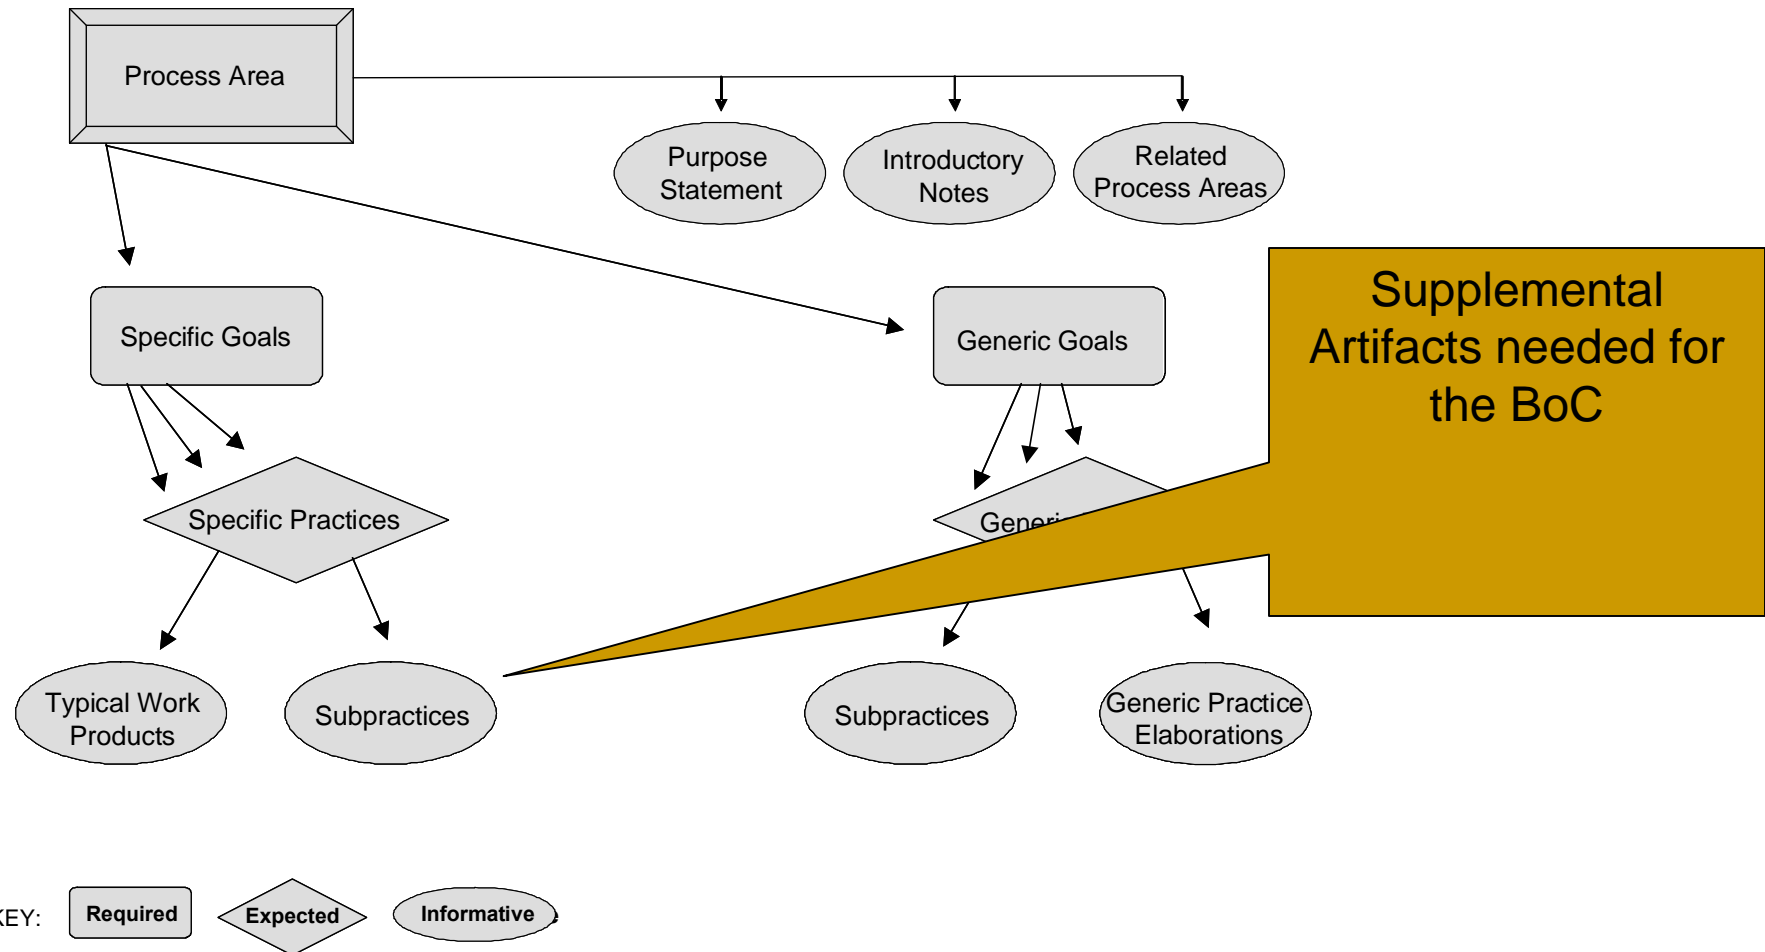 Process Area
Purpose
Statement
Introductory
Notes
Related
Process Areas
Supplemental
Artifacts needed for
the BoC
Specific Goals
Generic Goals
Specific Practices
Typical Work
Products
Subpractices
Subpractices
Generic Practice
Elaborations
KEY:
Required
Expected
Informative